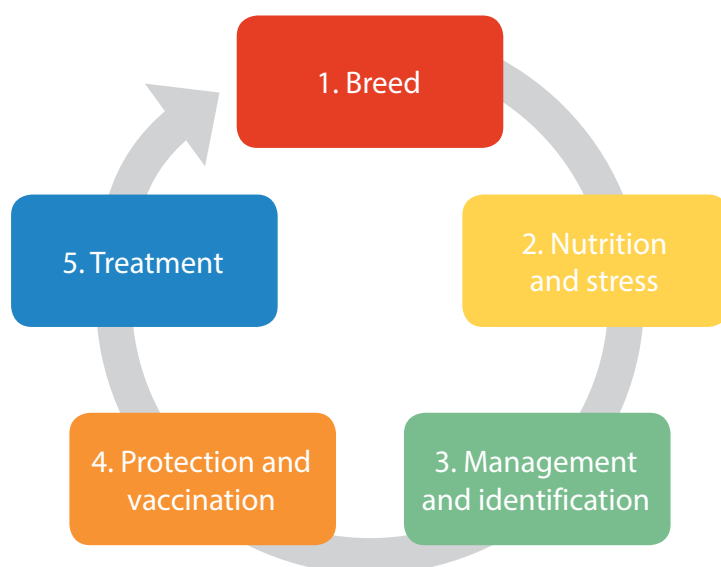 1. Breed
2. Nutrition
and stress
3. Management
and identification
4. Protection and
vaccination
5. Treatment